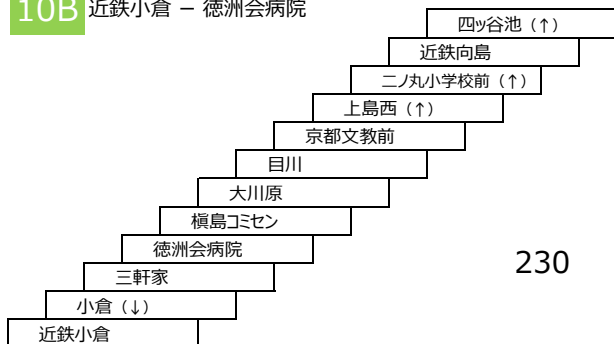 10B 近鉄小倉 － 徳洲会病院
四ッ谷池（↑）
近鉄向島
二ノ丸小学校前（↑）
上島西（↑）
京都文教前
目川
大川原
槇島コミセン
徳洲会病院
230
三軒家
小倉（↓）
近鉄小倉